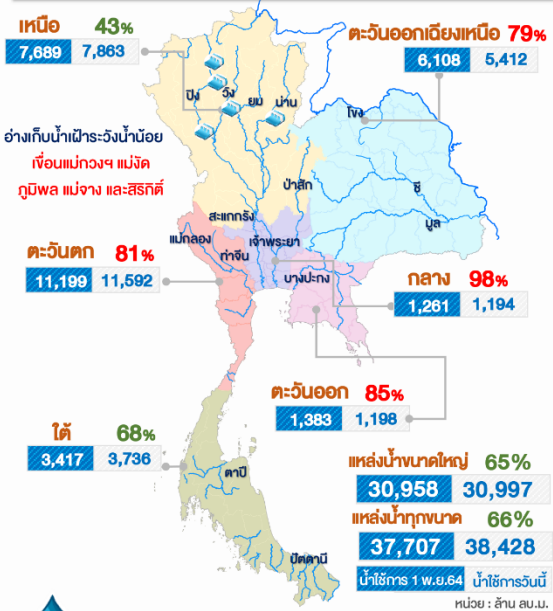 เหนือ 43%
7,689 7,863
ตะวันออกเฉียงเหนือ 79%
6,108 5,412
ปิง
วัง
ยม
น่าน
โขง
อ่างเก็บน้ำเฝ้าระวังน้ำน้อย
เขื่อนแม่กวงฯ แม่งัด
ภูมิพล แม่จาง และสิริกิติ์
ป่าสัก
ชี
มูล
สะแกกรัง
แม่กลอง
เจ้าพระยา
ท่าจีน
บางปะกง
ตะวันตก 81%
11,199 11,592
กลาง 98%
1,261 1,194
ตะวันออก 85%
1,383 1,198
ใต้ 68%
3,417 3,736
ตาปี
ปัตตานี
แหล่งน้ำขนาดใหญ่ 65%
30,958 30,997
แหล่งน้ำทุกขนาด 66%
37,707 38,428
น้ำใช้การ 1 พ.ย.64 น้ำใช้การวันนี้
หน่วย : ล้าน ลบ.ม.